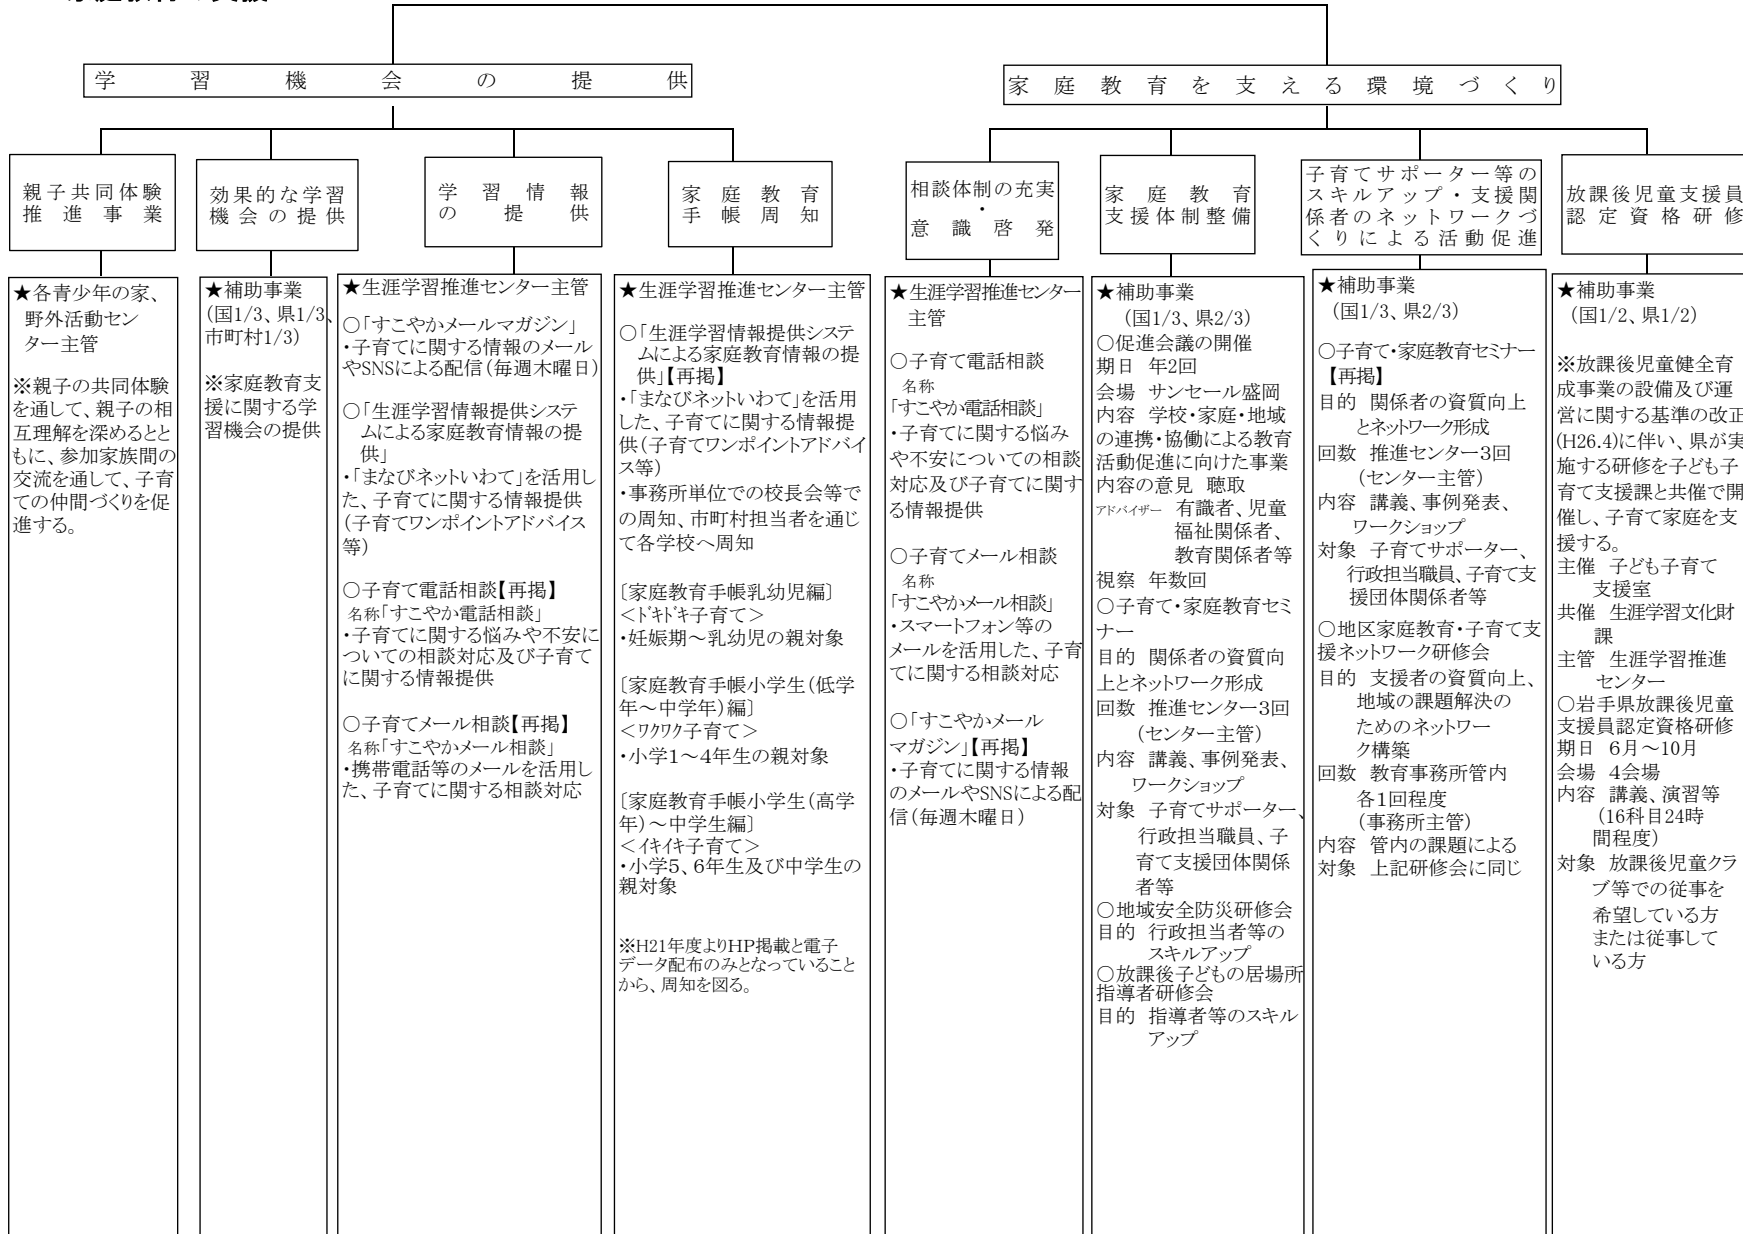 学習機会の提供
家庭教育を支える環境づくり
親子共同体験
推進事業
効果的な学習
機会の提供
学習情報
の提供
家庭教育
手帳周知
相談体制の充実
・
意識啓発
家庭教育
支援体制整備
子育てサポーター等の
スキルアップ・支援関
係者のネットワークづ
くりによる活動促進
放課後児童支援員
認定資格研修
★各青少年の家、
野外活動セン
ター主管
※親子の共同体験
を通して、親子の相
互理解を深めるとと
もに、参加家族間の
交流を通して、子育
ての仲間づくりを促
進する。
★補助事業
(国1/3、県1/3、
市町村1/3)
※家庭教育支
援に関する学
習機会の提供
★生涯学習推進センター主管
○「すこやかメールマガジン」
・子育てに関する情報のメール
やSNSによる配信(毎週木曜日)
○「生涯学習情報提供システ
ムによる家庭教育情報の提
供」
・「まなびネットいわて」を活用し
た、子育てに関する情報提供
(子育てワンポイントアドバイス
等)
○子育て電話相談【再掲】
名称「すこやか電話相談」
・子育てに関する悩みや不安に
ついての相談対応及び子育て
に関する情報提供
○子育てメール相談【再掲】
名称「すこやかメール相談」
・携帯電話等のメールを活用し
た、子育てに関する相談対応
★生涯学習推進センター主管
○「生涯学習情報提供システ
ムによる家庭教育情報の提
供」【再掲】
・「まなびネットいわて」を活用
した、子育てに関する情報提
供(子育てワンポイントアドバイ
ス等)
・事務所単位での校長会等で
の周知、市町村担当者を通じ
て各学校へ周知
〔家庭教育手帳乳幼児編〕
＜ドキドキ子育て＞
・妊娠期～乳幼児の親対象
〔家庭教育手帳小学生(低学
年～中学年)編〕
＜ワクワク子育て＞
・小学1～4年生の親対象
〔家庭教育手帳小学生(高学
年)～中学生編〕
＜イキイキ子育て＞
・小学5、6年生及び中学生の
親対象
※H21年度よりHP掲載と電子
データ配布のみとなっていること
から、周知を図る。
★生涯学習推進センター
主管
○子育て電話相談
名称
「すこやか電話相談」
・子育てに関する悩み
や不安についての相談
対応及び子育てに関す
る情報提供
○子育てメール相談
名称
「すこやかメール相談」
・スマートフォン等の
メールを活用した、子育
てに関する相談対応
○「すこやかメール
マガジン」【再掲】
・子育てに関する情報
のメールやSNSによる配
信(毎週木曜日)
★補助事業
(国1/3、県2/3)
○促進会議の開催
期日 年2回
会場 サンセール盛岡
内容 学校・家庭・地域
の連携・協働による教育
活動促進に向けた事業
内容の意見 聴取
アドバイザー 有識者、児童
福祉関係者、
教育関係者等
視察 年数回
○子育て・家庭教育セミ
ナー
目的 関係者の資質向
上とネットワーク形成
回数 推進センター3回
(センター主管)
内容 講義、事例発表、
ワークショップ
対象 子育てサポーター、
行政担当職員、子
育て支援団体関係
者等
○地域安全防災研修会
目的 行政担当者等の
スキルアップ
○放課後子どもの居場所
指導者研修会
目的 指導者等のスキル
アップ
★補助事業
(国1/3、県2/3)
○子育て・家庭教育セミナー
【再掲】
目的 関係者の資質向上
とネットワーク形成
回数 推進センター3回
(センター主管)
内容 講義、事例発表、
ワークショップ
対象 子育てサポーター、
行政担当職員、子育て支
援団体関係者等
○地区家庭教育・子育て支
援ネットワーク研修会
目的 支援者の資質向上、
地域の課題解決の
ためのネットワー
ク構築
回数 教育事務所管内
各1回程度
(事務所主管)
内容 管内の課題による
対象 上記研修会に同じ
★補助事業
(国1/2、県1/2)
※放課後児童健全育
成事業の設備及び運
営に関する基準の改正
(H26.4)に伴い、県が実
施する研修を子ども子
育て支援課と共催で開
催し、子育て家庭を支
援する。
主催 子ども子育て
支援室
共催 生涯学習文化財
課
主管 生涯学習推進
センター
○岩手県放課後児童
支援員認定資格研修
期日 6月～10月
会場 4会場
内容 講義、演習等
(16科目24時
間程度)
対象 放課後児童クラ
ブ等での従事を
希望している方
または従事して
いる方